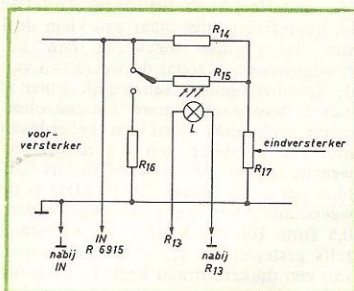 R14
R15
L
voor-
versterker
R16
eindversterker
R17
nabij
IN
IN
R 6915
R13
nabij
R13